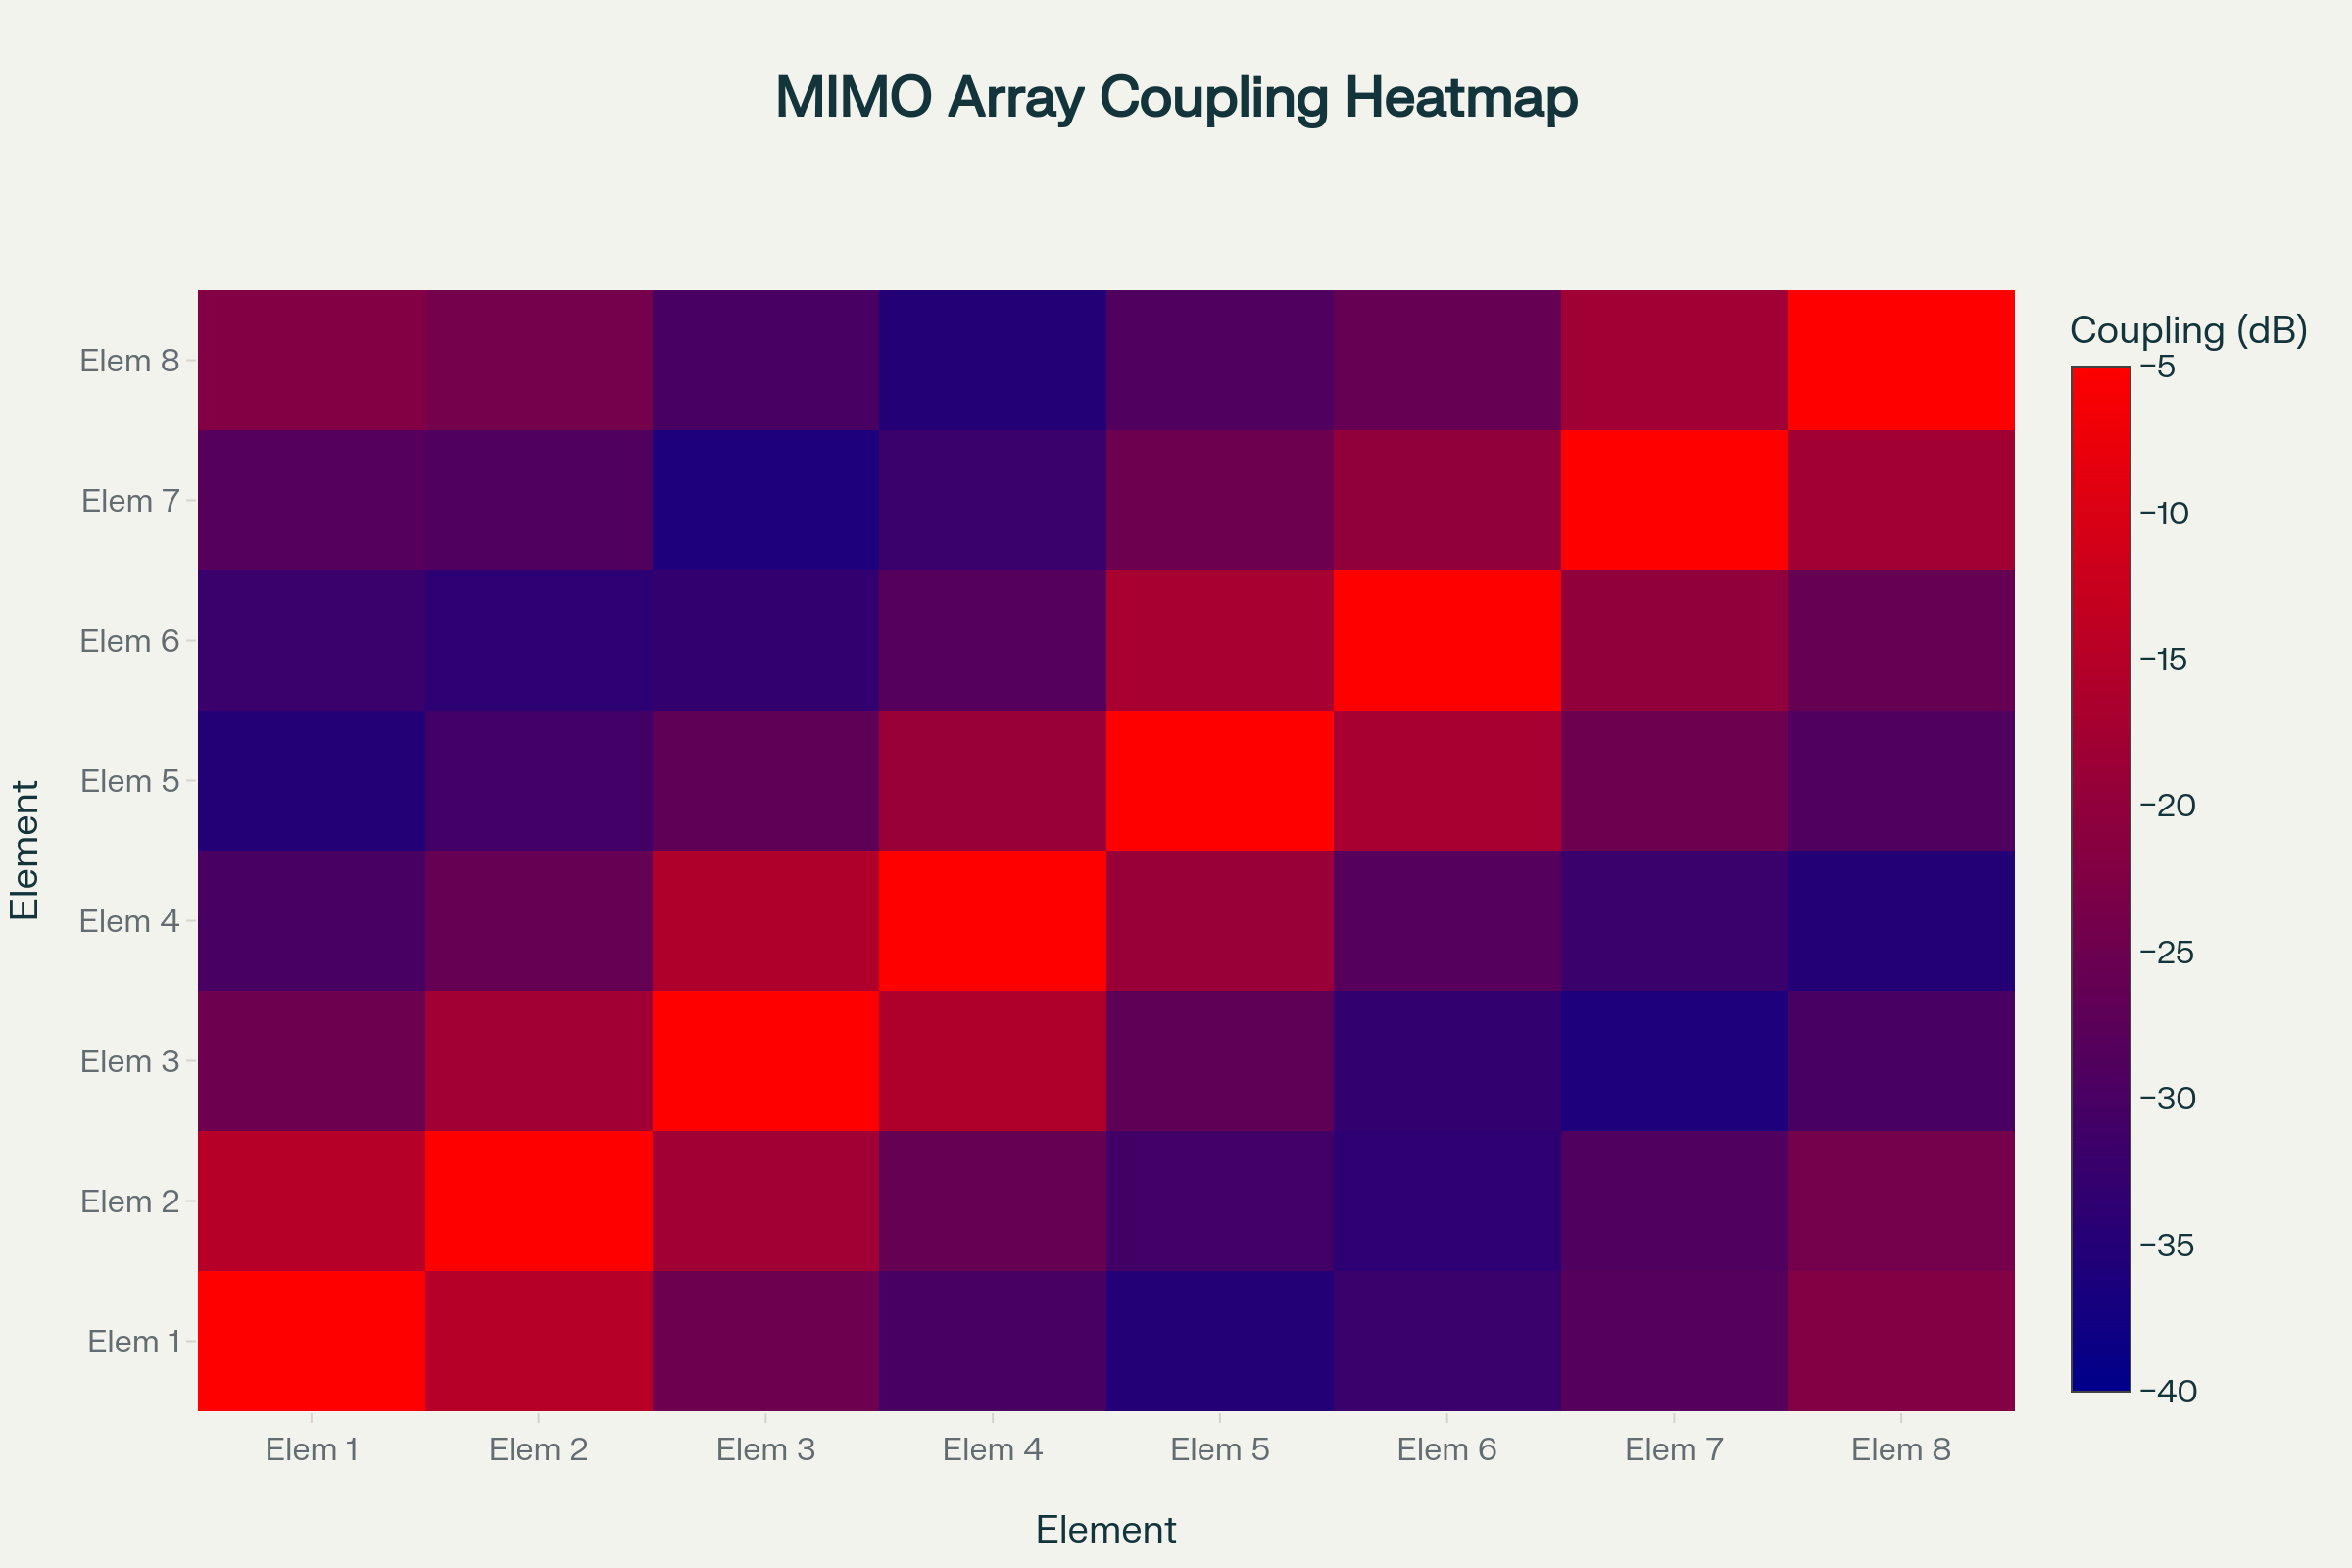 MIMO Array Coupling Heatmap
Coupling (dB)
−5
−10
−15
−20
−25
−30
−35
−40
Element
Elem 8
Elem 7
Elem 6
Elem 5
Elem 4
Elem 3
Elem 2
Elem 1
Elem 1 Elem 2 Elem 3 Elem 4 Elem 5 Elem 6 Elem 7 Elem 8
Element